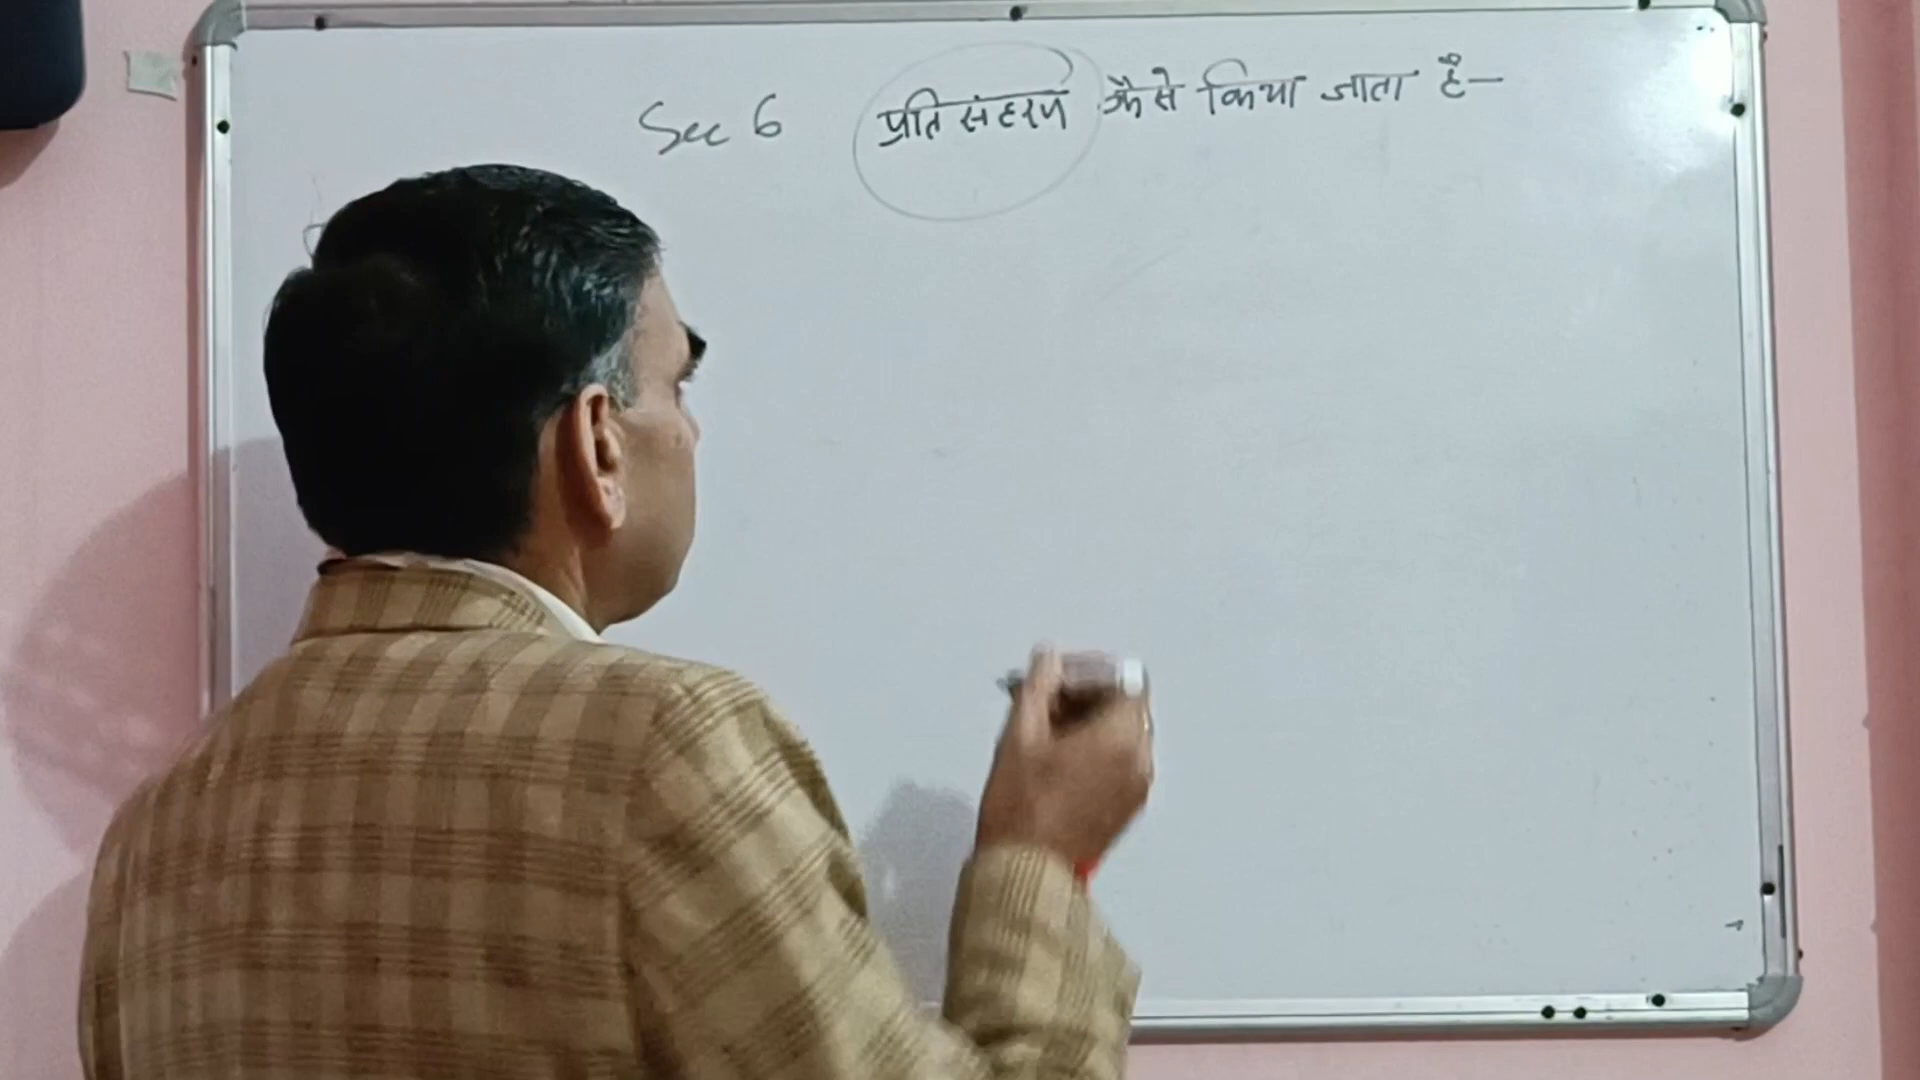 Sec 6 प्रति संहरण कैसे किया जाता है-